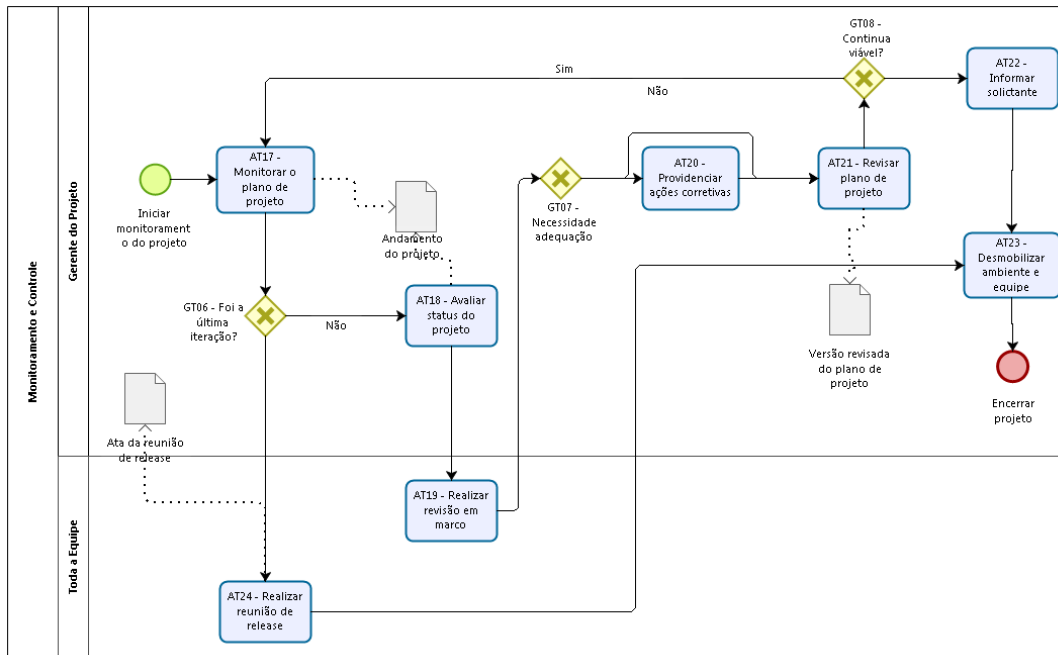 Monitoramento e Controle
Gerente do Projeto
Toda a Equipe
GT08 -
Continua
viável?
AT22 -
Informar
solictante
Sim
Não
AT17 -
Monitorar o
plano de
projeto
AT20 -
Providenciar
ações corretivas
AT21 - Revisar
plano de
projeto
Iniciar
monitorament
o do projeto
Andamento
do projeto
GT07 -
Necessidade
adequação
AT23 -
Desmobilizar
ambiente e
equipe
GT06 - Foi a
última
iteração?
Não
AT18 - Avaliar
status do
projeto
Versão revisada
do plano de
projeto
Encerrar
projeto
Ata da reunião
de release
AT19 - Realizar
revisão em
marco
AT24 - Realizar
reunião de
release